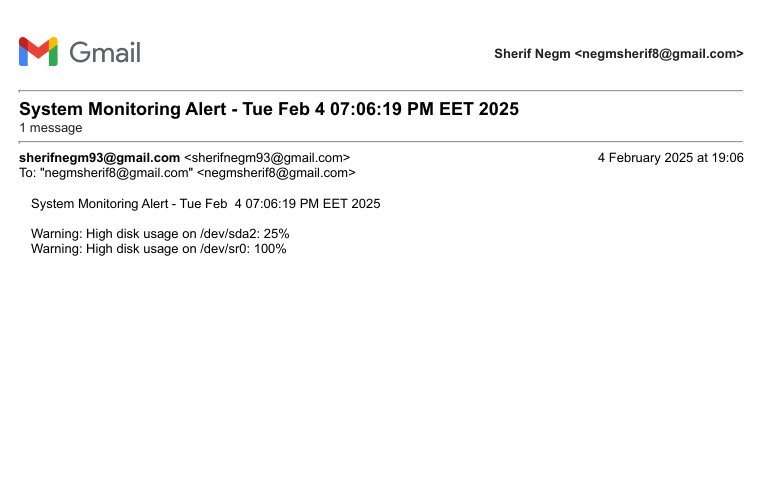 Gmail
Sherif Negm <negmsherif8@gmail.com>
System Monitoring Alert - Tue Feb 4 07:06:19 PM EET 2025
1 message
sherifnegm93@gmail.com <sherifnegm93@gmail.com>
4 February 2025 at 19:06
To: "negmsherif8@gmail.com" <negmsherif8@gmail.com>
System Monitoring Alert - Tue Feb  4 07:06:19 PM EET 2025
Warning: High disk usage on /dev/sda2: 25%
Warning: High disk usage on /dev/sr0: 100%